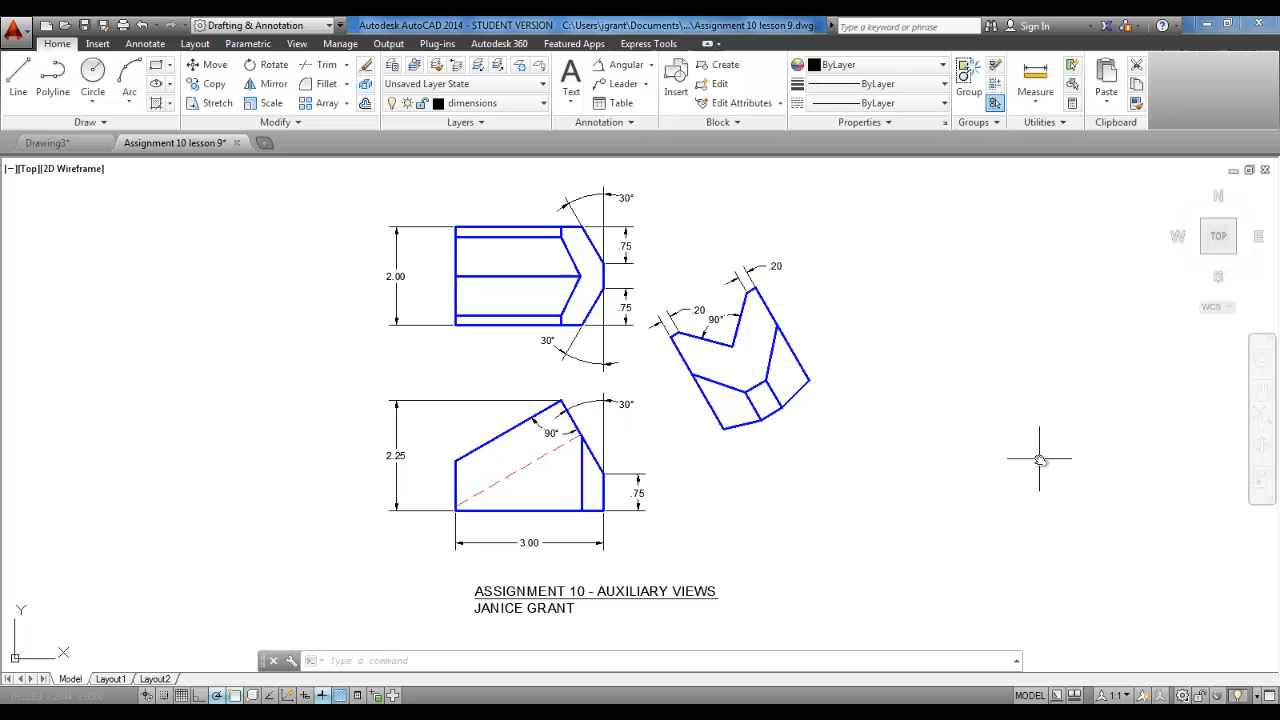 Drafting & Annotation
Autodesk AutoCAD 2014 - STUDENT VERSION C:\Users\jgrant\Documents\...\Assignment 10 lesson 9.dwg
Type a keyword or phrase
Sign In
Home Insert Annotate Layout Parametric View Manage Output Plug-ins Autodesk 360 Featured Apps Express Tools
Line Polyline Circle Arc
Move Rotate Trim
Copy Mirror Fillet
Stretch Scale Array
Unsaved Layer State
dimensions
Text
Angular
Leader
Table
Insert
Create
Edit
Edit Attributes
ByLayer
ByLayer
ByLayer
Group
Measure
Paste
Draw Modify Layers Annotation Block Properties Groups Utilities Clipboard
Drawing3* Assignment 10 lesson 9*
[−][Top][2D Wireframe]
N
W TOP E
S
WCS
30°
.75
2.00
.75
30°
.20
.20
90°
30°
90°
2.25
.75
3.00
ASSIGNMENT 10 - AUXILIARY VIEWS
JANICE GRANT
Y
X
Type a command
Model Layout1 Layout2
MODEL 1:1